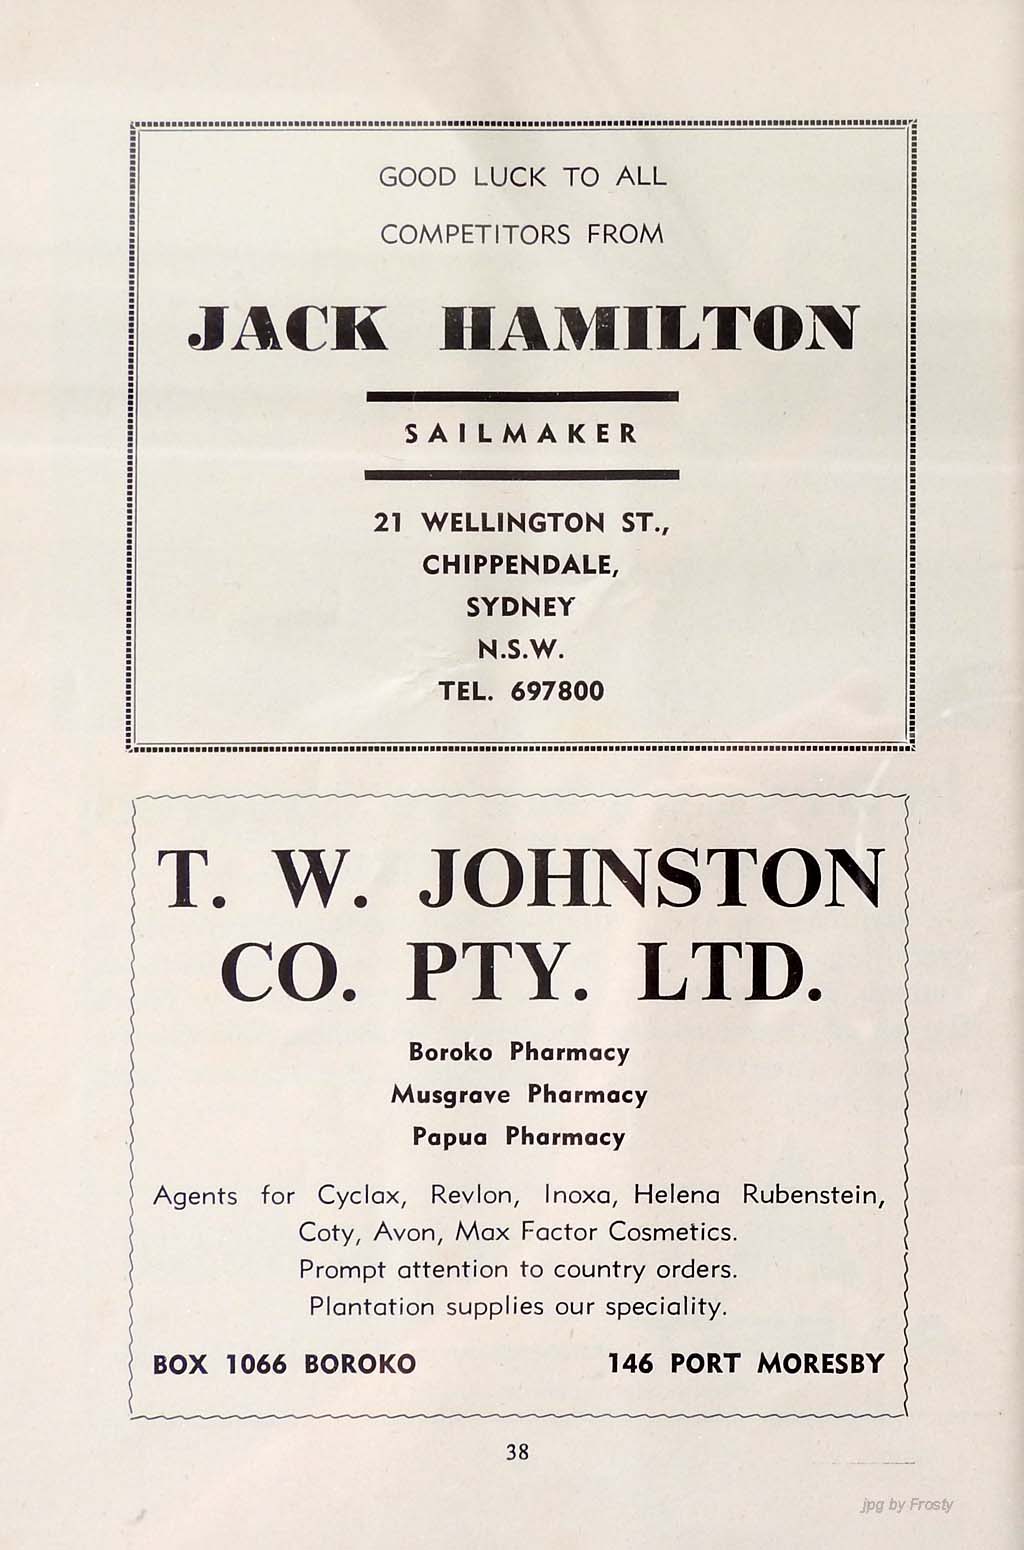 GOOD LUCK TO ALL
COMPETITORS FROM
JACK HAMILTON
SAILMAKER
21 WELLINGTON ST.,
CHIPPENDALE,
SYDNEY
N.S.W.
TEL. 697800
T. W. JOHNSTON
CO. PTY. LTD.
Boroko Pharmacy
Musgrave Pharmacy
Papua Pharmacy
Agents for Cyclax, Revlon, Inoxa, Helena Rubenstein,
Coty, Avon, Max Factor Cosmetics.
Prompt attention to country orders.
Plantation supplies our speciality.
BOX 1066 BOROKO 146 PORT MORESBY
38
jpg by Frosty